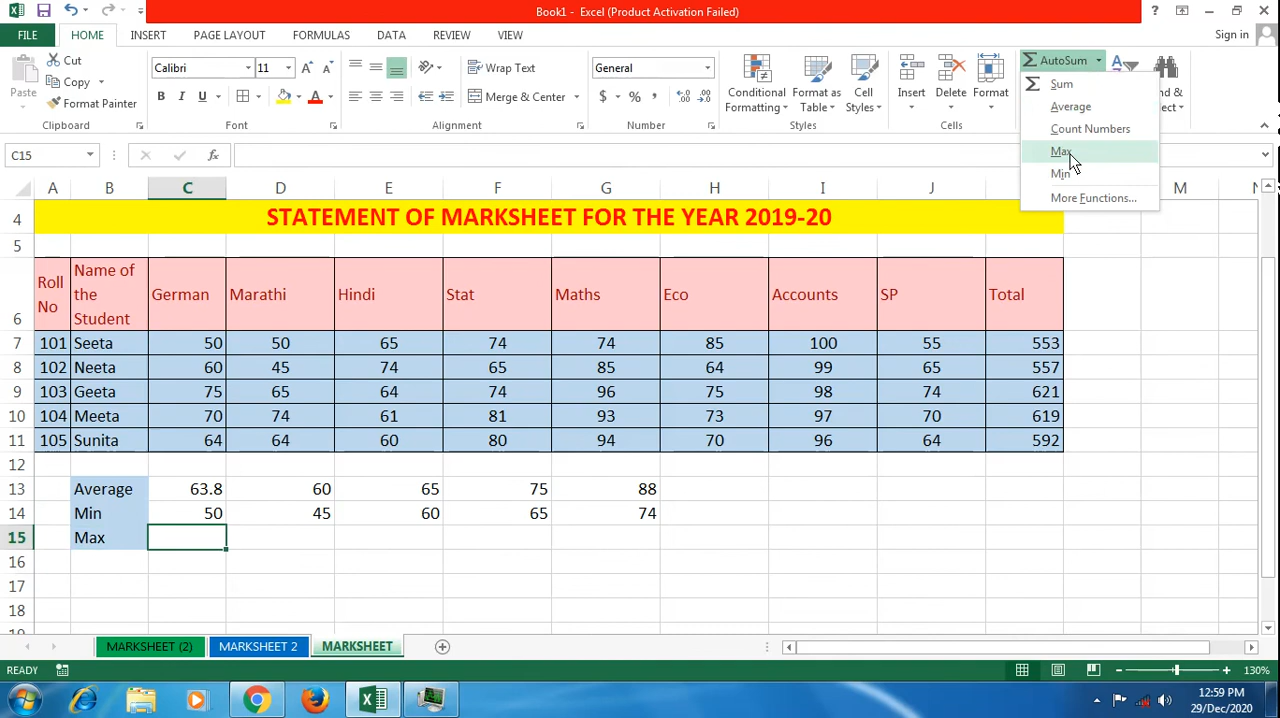 Book1 - Excel (Product Activation Failed)
FILE HOME INSERT PAGE LAYOUT FORMULAS DATA REVIEW VIEW Sign in
Paste Cut Copy Format Painter Clipboard
Calibri 11 B I U A Font
Wrap Text Merge & Center Alignment
General $ % , Number
Conditional Formatting Format as Table Cell Styles Styles
Insert Delete Format Cells
AutoSum
Sum
Average
Count Numbers
Max
Min
More Functions...
C15 fx
A B C D E F G H I J M
4 STATEMENT OF MARKSHEET FOR THE YEAR 2019-20
5
6 Roll No Name of the Student German Marathi Hindi Stat Maths Eco Accounts SP Total
7 101 Seeta 50 50 65 74 74 85 100 55 553
8 102 Neeta 60 45 74 65 85 64 99 65 557
9 103 Geeta 75 65 64 74 96 75 98 74 621
10 104 Meeta 70 74 61 81 93 73 97 70 619
11 105 Sunita 64 64 60 80 94 70 96 64 592
12
13 Average 63.8 60 65 75 88
14 Min 50 45 60 65 74
15 Max
16
17
18
MARKSHEET (2) MARKSHEET 2 MARKSHEET
READY 130%
12:59 PM
29/Dec/2020